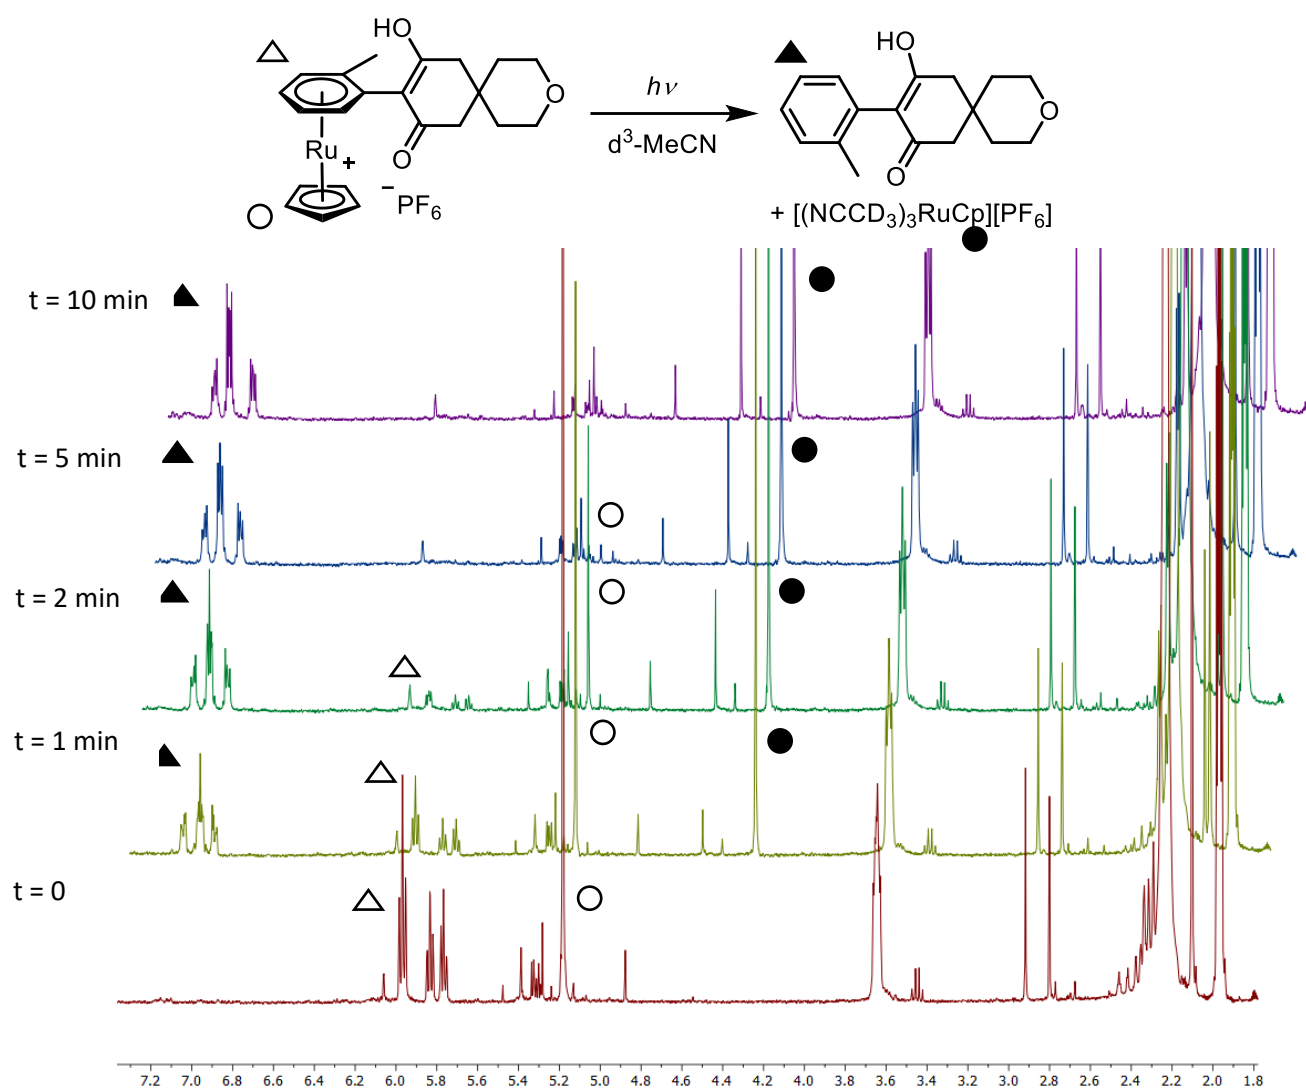 HO
O
O
Ru
+
−
PF6
hν
d3-MeCN
HO
O
O
+ [(NCCD3)3RuCp][PF6]
t = 10 min
t = 5 min
t = 2 min
t = 1 min
t = 0
7.2 7.0 6.8 6.6 6.4 6.2 6.0 5.8 5.6 5.4 5.2 5.0 4.8 4.6 4.4 4.2 4.0 3.8 3.6 3.4 3.2 3.0 2.8 2.6 2.4 2.2 2.0 1.8